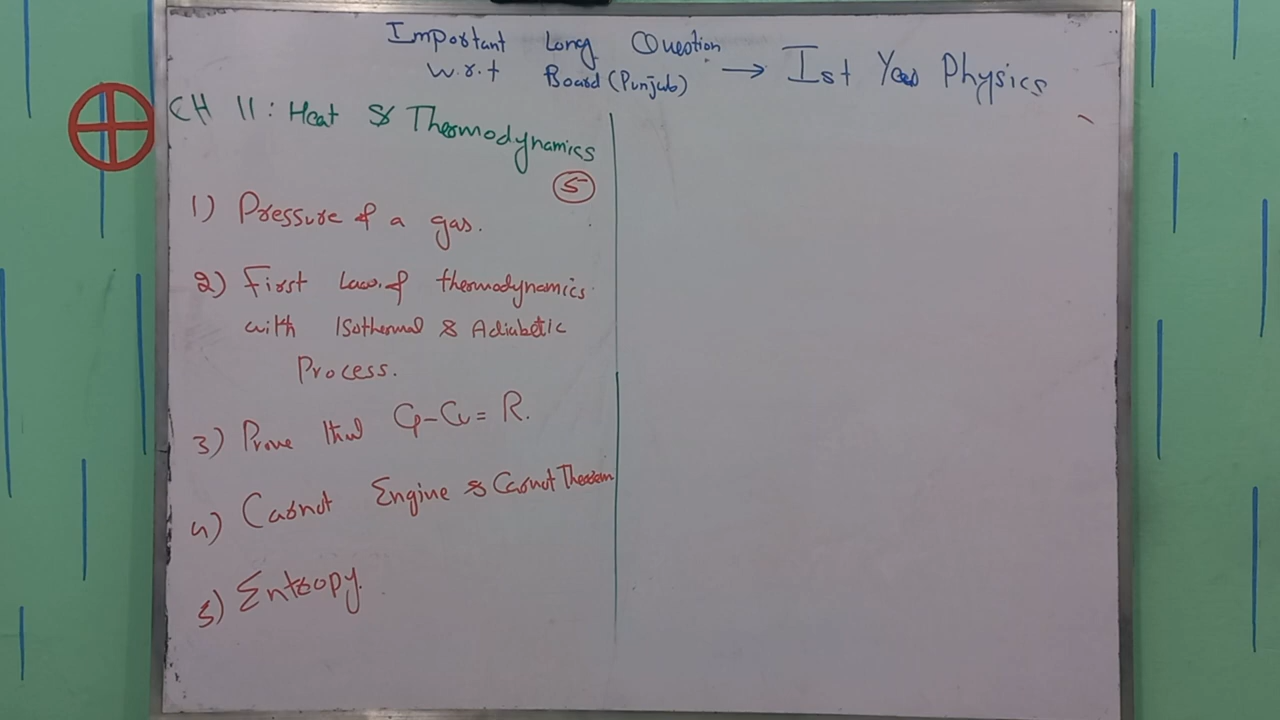 Important Long Question
w.r.t Board (Punjab) → Ist Year Physics
CH 11: Heat & Thermodynamics
5
1) Pressure of a gas.
2) First Law of thermodynamics
with Isothermal & Adiabetic
Process.
3) Prove that Cp-Cv = R.
4) Carnot Engine & Carnot Theorem
5) Entropy.